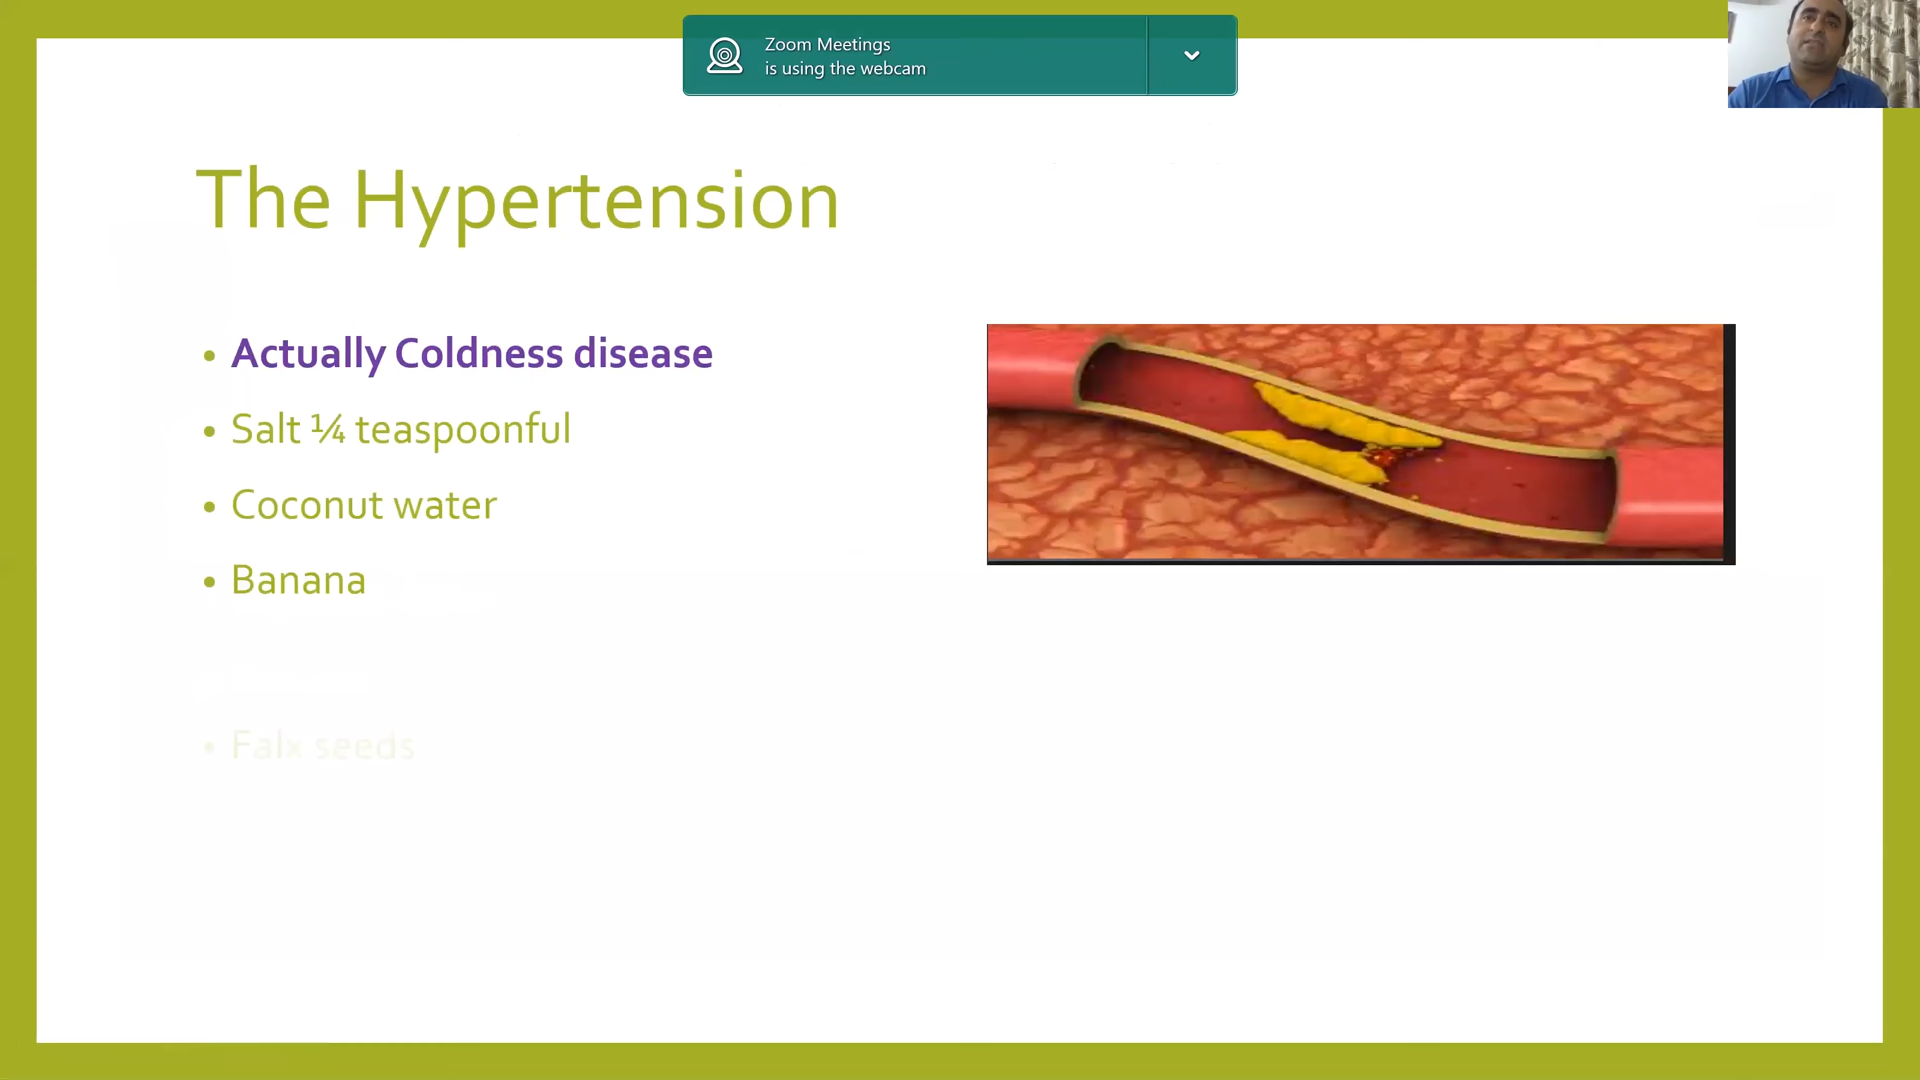 Zoom Meetings
is using the webcam
The Hypertension
• Actually Coldness disease
• Salt ¼ teaspoonful
• Coconut water
• Banana
• Falx seeds